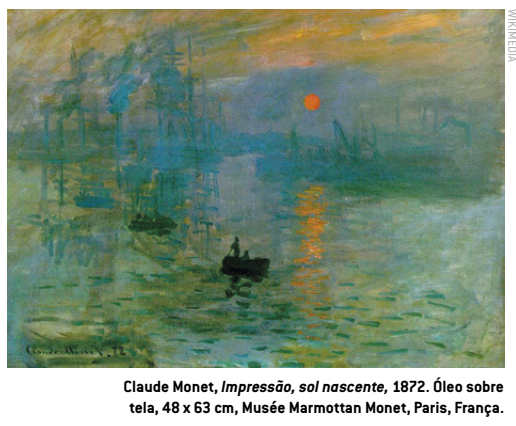 WIKIMEDIA
Claude Monet, Impressão, sol nascente, 1872. Óleo sobre
tela, 48 x 63 cm, Musée Marmottan Monet, Paris, França.